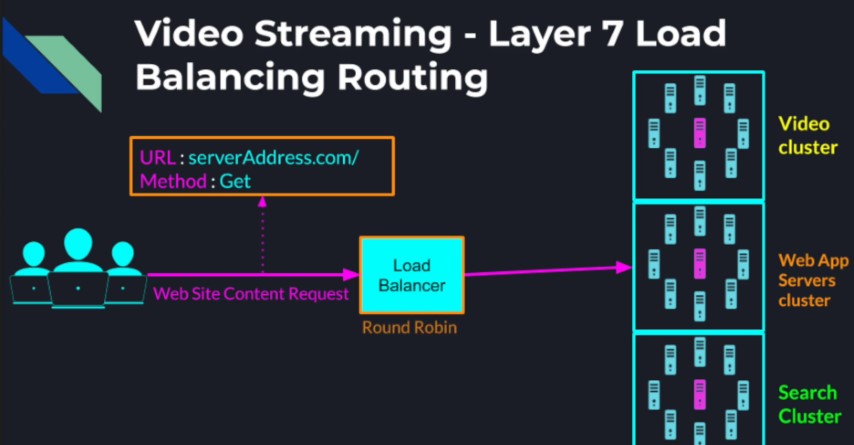 Video Streaming - Layer 7 Load
Balancing Routing
URL : serverAddress.com/
Method : Get
Web Site Content Request
Load
Balancer
Round Robin
Video
cluster
Web App
Servers
cluster
Search
Cluster